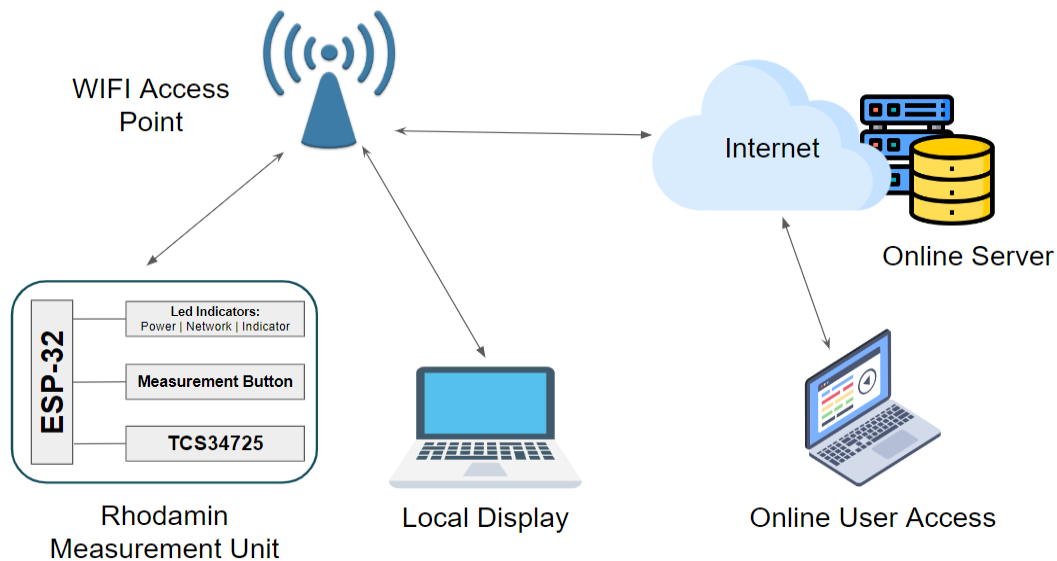 WIFI Access
Point
Internet
Online Server
ESP-32
Led Indicators:
Power | Network | Indicator
Measurement Button
TCS34725
Rhodamin
Measurement Unit
Local Display
Online User Access